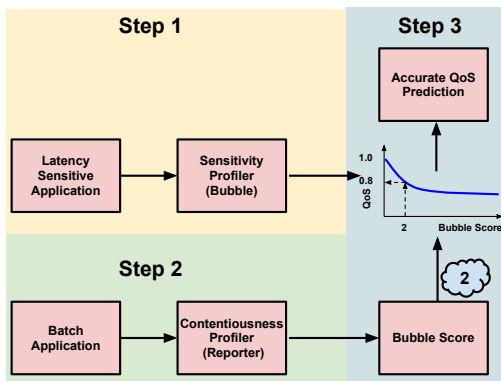 Step 1
Step 3
Accurate QoS
Prediction
Latency
Sensitive
Application
Sensitivity
Profiler
(Bubble)
1.0
0.8
QoS
2
Bubble Score
Step 2
2
Batch
Application
Contentiousness
Profiler
(Reporter)
Bubble Score